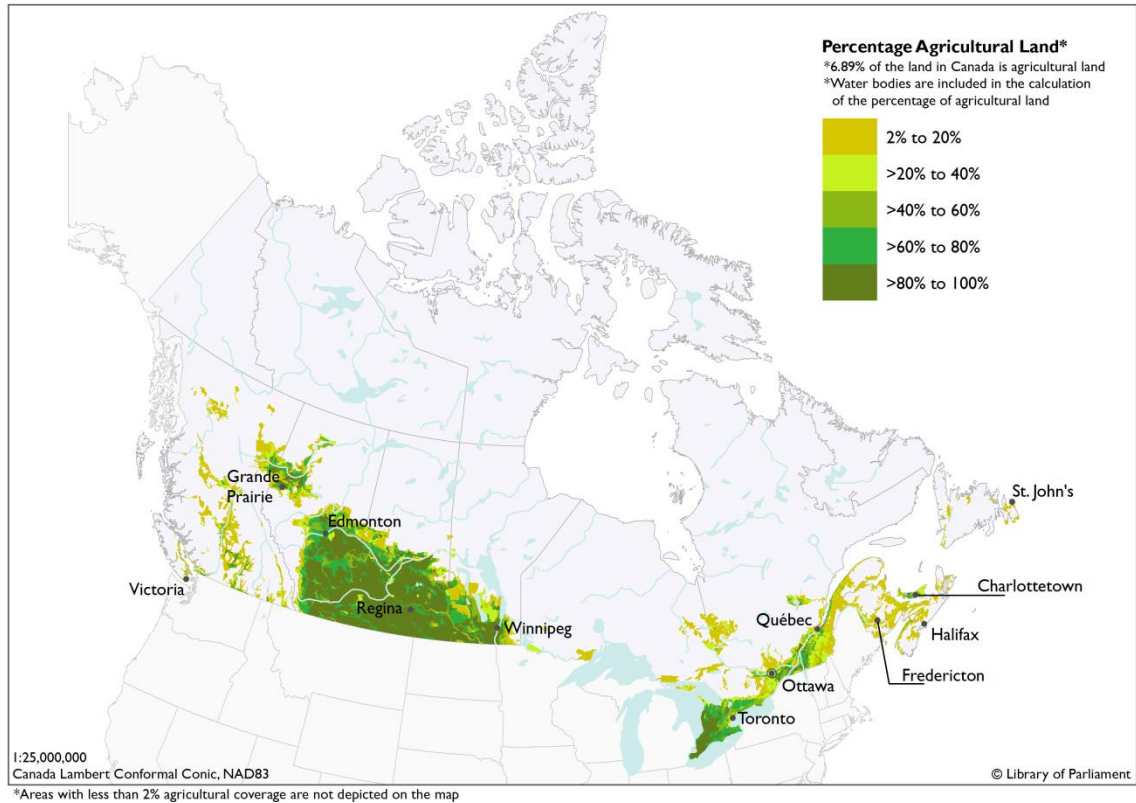 Percentage Agricultural Land*
*6.89% of the land in Canada is agricultural land
*Water bodies are included in the calculation
of the percentage of agricultural land
2% to 20%
>20% to 40%
>40% to 60%
>60% to 80%
>80% to 100%
Grande
Prairie
Edmonton
St. John's
Victoria
Regina
Winnipeg
Charlottetown
Québec
Halifax
Fredericton
Ottawa
Toronto
1:25,000,000
Canada Lambert Conformal Conic, NAD83
© Library of Parliament
*Areas with less than 2% agricultural coverage are not depicted on the map